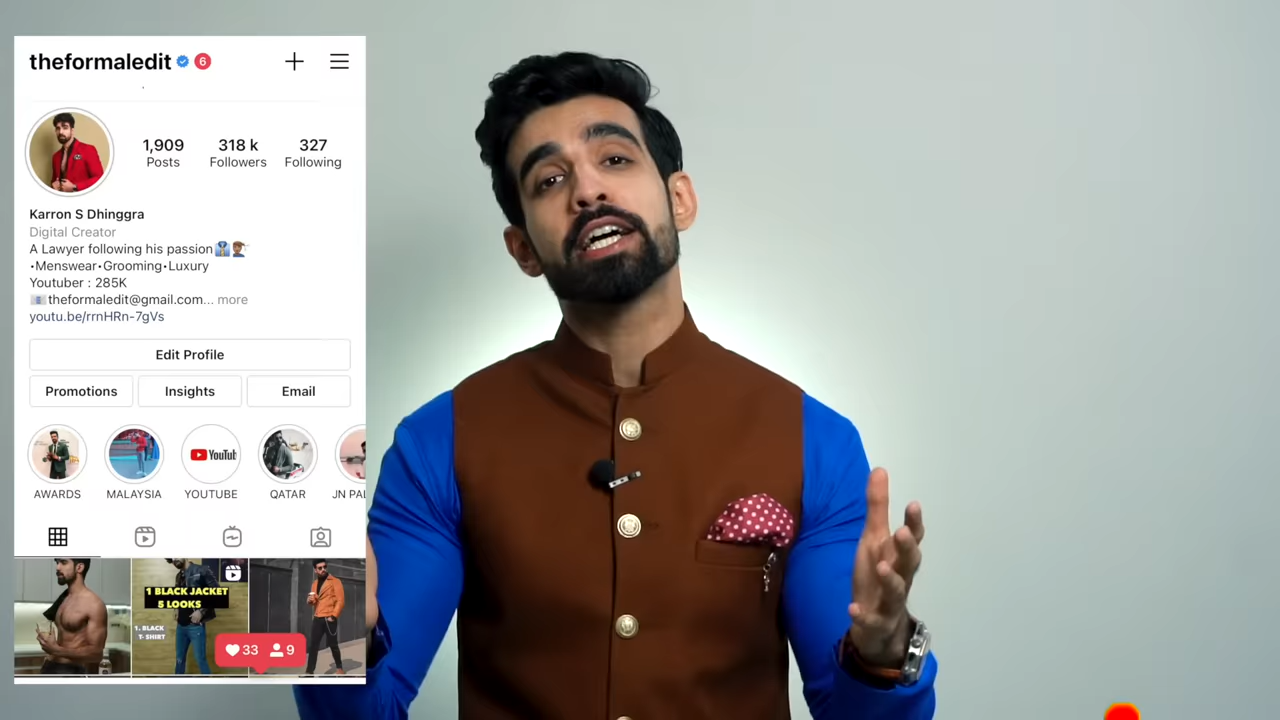 theformaledit 6
1,909 318 k 327
Posts Followers Following
Karron S Dhinggra
Digital Creator
A Lawyer following his passion👔💇🏽‍♂️
•Menswear•Grooming•Luxury
Youtuber : 285K
📧theformaledit@gmail.com... more
youtu.be/rrnHRn-7gVs
Edit Profile
Promotions Insights Email
YouTub
AWARDS MALAYSIA YOUTUBE QATAR JN PAL
1 BLACK JACKET
5 LOOKS
1. BLACK
T- SHIRT
33 9